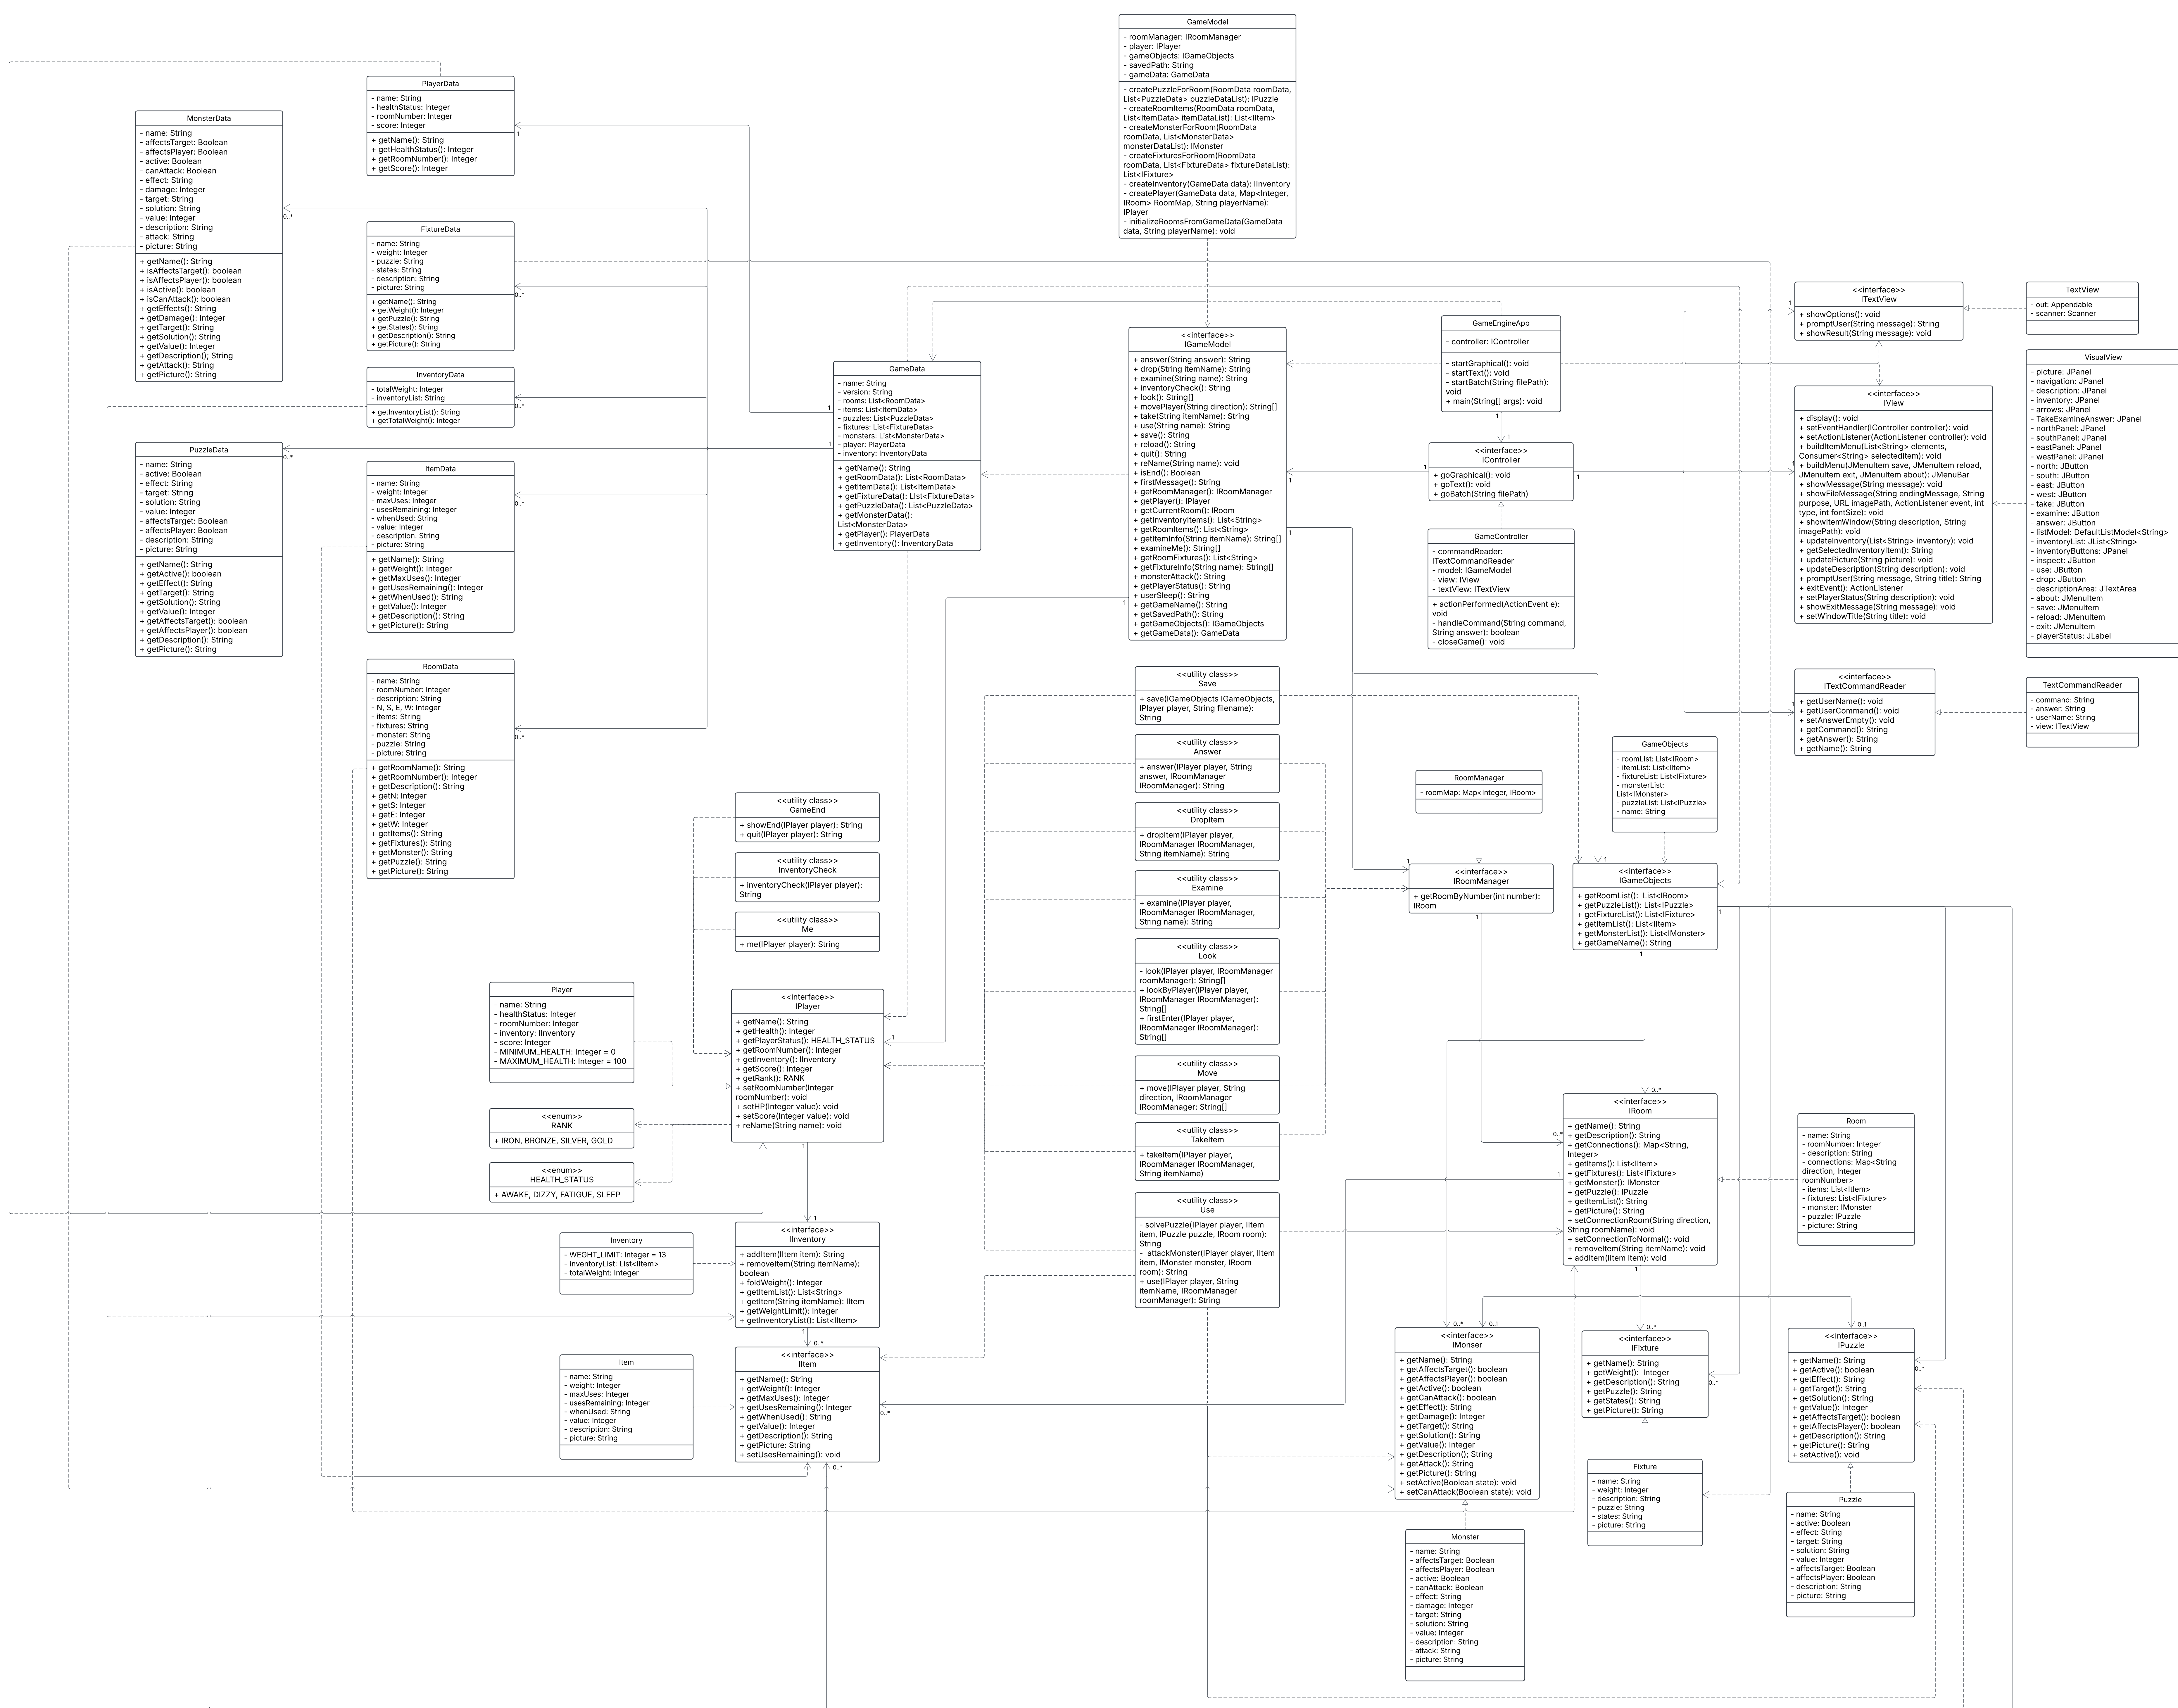 GameModel
- roomManager: IRoomManager
- player: IPlayer
- gameObjects: IGameObjects
- savedPath: String
- gameData: GameData
- createPuzzleForRoom(RoomData roomData,
List<PuzzleData> puzzleDataList): IPuzzle
- createRoomItems(RoomData roomData,
List<ItemData> itemDataList): List<IItem>
- createMonsterForRoom(RoomData
roomData, List<MonsterData>
monsterDataList): IMonster
- createFixturesForRoom(RoomData
roomData, List<FixtureData> fixtureDataList):
List<IFixture>
- createInventory(GameData data): IInventory
- createPlayer(GameData data, Map<Integer,
IRoom> RoomMap, String playerName):
IPlayer
- initializeRoomsFromGameData(GameData
data, String playerName): void
PlayerData
- name: String
- healthStatus: Integer
- roomNumber: Integer
- score: Integer
+ getName(): String
+ getHealthStatus(): Integer
+ getRoomNumber(): Integer
+ getScore(): Integer
1
MonsterData
- name: String
- affectsTarget: Boolean
- affectsPlayer: Boolean
- active: Boolean
- canAttack: Boolean
- effect: String
- damage: Integer
- target: String
- solution: String
- value: Integer
- description: String
- attack: String
- picture: String
+ getName(): String
+ isAffectsTarget(): boolean
+ isAffectsPlayer(): boolean
+ isActive(): boolean
+ isCanAttack(): boolean
+ getEffects(): String
+ getDamage(): Integer
+ getTarget(): String
+ getSolution(): String
+ getValue(): Integer
+ getDescription(); String
+ getAttack(): String
+ getPicture(): String
0..*
FixtureData
- name: String
- weight: Integer
- puzzle: String
- states: String
- description: String
- picture: String
+ getName(): String
+ getWeight(): Integer
+ getPuzzle(): String
+ getStates(): String
+ getDescription(): String
+ getPicture(): String
0..*
InventoryData
- totalWeight: Integer
- inventoryList: String
+ getInventoryList(): String
+ getTotalWeight(): Integer
0..*
PuzzleData
- name: String
- active: Boolean
- effect: String
- target: String
- solution: String
- value: Integer
- affectsTarget: Boolean
- affectsPlayer: Boolean
- description: String
- picture: String
+ getName(): String
+ getActive(): boolean
+ getEffect(): String
+ getTarget(): String
+ getSolution(): String
+ getValue(): Integer
+ getAffectsTarget(): boolean
+ getAffectsPlayer(): boolean
+ getDescription(): String
+ getPicture(): String
0..*
ItemData
- name: String
- weight: Integer
- maxUses: Integer
- usesRemaining: Integer
- whenUsed: String
- value: Integer
- description: String
- picture: String
+ getName(): String
+ getWeight(): Integer
+ getMaxUses(): Integer
+ getUsesRemaining(): Integer
+ getWhenUsed(): String
+ getValue(): Integer
+ getDescription(): String
+ getPicture(): String
0..*
RoomData
- name: String
- roomNumber: Integer
- description: String
- N, S, E, W: Integer
- items: String
- fixtures: String
- monster: String
- puzzle: String
- picture: String
+ getRoomName(): String
+ getRoomNumber(): Integer
+ getDescription(): String
+ getN: Integer
+ getS: Integer
+ getE: Integer
+ getW: Integer
+ getItems(): String
+ getFixtures(): String
+ getMonster(): String
+ getPuzzle(): String
+ getPicture(): String
0..*
GameData
- name: String
- version: String
- rooms: List<RoomData>
- items: List<ItemData>
- puzzles: List<PuzzleData>
- fixtures: List<FixtureData>
- monsters: List<MonsterData>
- player: PlayerData
- inventory: InventoryData
+ getName(): String
+ getRoomData(): List<RoomData>
+ getItemData(): List<ItemData>
+ getFixtureData(): LIst<FixtureData>
+ getPuzzleData(): List<PuzzleData>
+ getMonsterData():
List<MonsterData>
+ getPlayer(): PlayerData
+ getInventory(): InventoryData
1
1
<<interface>>
IGameModel
+ answer(String answer): String
+ drop(String itemName): String
+ examine(String name): String
+ inventoryCheck(): String
+ look(): String[]
+ movePlayer(String direction): String[]
+ take(String itemName): String
+ use(String name): String
+ save(): String
+ reload(): String
+ quit(): String
+ reName(String name): void
+ isEnd(): Boolean
+ firstMessage(): String
+ getRoomManager(): IRoomManager
+ getPlayer(): IPlayer
+ getCurrentRoom(): IRoom
+ getInventoryItems(): List<String>
+ getRoomItems(): List<String>
+ getItemInfo(String itemName): String[]
+ examineMe(): String[]
+ getRoomFixtures(): List<String>
+ getFixtureInfo(String name): String[]
+ monsterAttack(): String
+ getPlayerStatus(): String
+ userSleep(): String
+ getGameName(): String
+ getSavedPath(): String
+ getGameObjects(): IGameObjects
+ getGameData(): GameData
1
1
1
GameEngineApp
- controller: IController
- startGraphical(): void
- startText(): void
- startBatch(String filePath):
void
+ main(String[] args): void
1
1
<<interface>>
IController
+ goGraphical(): void
+ goText(): void
+ goBatch(String filePath)
1
1
GameController
- commandReader:
ITextCommandReader
- model: IGameModel
- view: IView
- textView: ITextView
+ actionPerformed(ActionEvent e):
void
- handleCommand(String command,
String answer): boolean
- closeGame(): void
1
<<interface>>
ITextView
+ showOptions(): void
+ promptUser(String message): String
+ showResult(String message): void
TextView
- out: Appendable
- scanner: Scanner
<<interface>>
IView
+ display(): void
+ setEventHandler(IController controller): void
+ setActionListener(ActionListener controller): void
+ buildItemMenu(List<String> elements,
Consumer<String> selectedItem): void
+ buildMenu(JMenuItem save, JMenuItem reload,
JMenuItem exit, JMenuItem about): JMenuBar
+ showMessage(String message): void
+ showFileMessage(String endingMessage, String
purpose, URL imagePath, ActionListener event, int
type, int fontSize): void
+ showItemWindow(String description, String
imagePath): void
+ updateInventory(List<String> inventory): void
+ getSelectedInventoryItem(): String
+ updatePicture(String picture): void
+ updateDescription(String description): void
+ promptUser(String message, String title): String
+ exitEvent(): ActionListener
+ setPlayerStatus(String description): void
+ showExitMessage(String message): void
+ setWindowTitle(String title): void
VisualView
- picture: JPanel
- navigation: JPanel
- description: JPanel
- inventory: JPanel
- arrows: JPanel
- TakeExamineAnswer: JPanel
- northPanel: JPanel
- southPanel: JPanel
- eastPanel: JPanel
- westPanel: JPanel
- north: JButton
- south: JButton
- east: JButton
- west: JButton
- take: JButton
- examine: JButton
- answer: JButton
- listModel: DefaultListModel<String>
- inventoryList: JList<String>
- inventoryButtons: JPanel
- inspect: JButton
- use: JButton
- drop: JButton
- descriptionArea: JTextArea
- about: JMenuItem
- save: JMenuItem
- reload: JMenuItem
- exit: JMenuItem
- playerStatus: JLabel
<<interface>>
ITextCommandReader
+ getUserName(): void
+ getUserCommand(): void
+ setAnswerEmpty(): void
+ getCommand(): String
+ getAnswer(): String
+ getName(): String
TextCommandReader
- command: String
- answer: String
- userName: String
- view: ITextView
<<utility class>>
Save
+ save(IGameObjects IGameObjects,
IPlayer player, String filename):
String
<<utility class>>
Answer
+ answer(IPlayer player, String
answer, IRoomManager
IRoomManager): String
<<utility class>>
DropItem
+ dropItem(IPlayer player,
IRoomManager IRoomManager,
String itemName): String
<<utility class>>
Examine
+ examine(IPlayer player,
IRoomManager IRoomManager,
String name): String
<<utility class>>
Look
- look(IPlayer player, IRoomManager
roomManager): String[]
+ lookByPlayer(IPlayer player,
IRoomManager IRoomManager):
String[]
+ firstEnter(IPlayer player,
IRoomManager IRoomManager):
String[]
<<utility class>>
Move
+ move(IPlayer player, String
direction, IRoomManager
IRoomManager: String[]
<<utility class>>
TakeItem
+ takeItem(IPlayer player,
IRoomManager IRoomManager,
String itemName)
<<utility class>>
Use
- solvePuzzle(IPlayer player, IItem
item, IPuzzle puzzle, IRoom room):
String
- attackMonster(IPlayer player, IItem
item, IMonster monster, IRoom
room): String
+ use(IPlayer player, String
itemName, IRoomManager
roomManager): String
<<utility class>>
GameEnd
+ showEnd(IPlayer player): String
+ quit(IPlayer player): String
<<utility class>>
InventoryCheck
+ inventoryCheck(IPlayer player):
String
<<utility class>>
Me
+ me(IPlayer player): String
RoomManager
- roomMap: Map<Integer, IRoom>
1
<<interface>>
IRoomManager
+ getRoomByNumber(int number):
IRoom
1
GameObjects
- roomList: List<IRoom>
- itemList: List<IItem>
- fixtureList: List<IFixture>
- monsterList:
List<IMonster>
- puzzleList: List<IPuzzle>
- name: String
1
<<interface>>
IGameObjects
+ getRoomList(): List<IRoom>
+ getPuzzleList(): List<IPuzzle>
+ getFixtureList(): List<IFixture>
+ getItemList(): List<IItem>
+ getMonsterList(): List<IMonster>
+ getGameName(): String
1
1
Player
- name: String
- healthStatus: Integer
- roomNumber: Integer
- inventory: IInventory
- score: Integer
- MINIMUM_HEALTH: Integer = 0
- MAXIMUM_HEALTH: Integer = 100
<<interface>>
IPlayer
+ getName(): String
+ getHealth(): Integer
+ getPlayerStatus(): HEALTH_STATUS
+ getRoomNumber(): Integer
+ getInventory(): IInventory
+ getScore(): Integer
+ getRank(): RANK
+ setRoomNumber(Integer
roomNumber): void
+ setHP(Integer value): void
+ setScore(Integer value): void
+ reName(String name): void
1
1
<<enum>>
RANK
+ IRON, BRONZE, SILVER, GOLD
<<enum>>
HEALTH_STATUS
+ AWAKE, DIZZY, FATIGUE, SLEEP
1
<<interface>>
IInventory
+ addItem(IItem item): String
+ removeItem(String itemName):
boolean
+ foldWeight(): Integer
+ getItemList(): List<String>
+ getItem(String itemName): IItem
+ getWeightLimit(): Integer
+ getInventoryList(): List<IItem>
1
Inventory
- WEGHT_LIMIT: Integer = 13
- inventoryList: List<IItem>
- totalWeight: Integer
0..*
<<interface>>
IItem
+ getName(): String
+ getWeight(): Integer
+ getMaxUses(): Integer
+ getUsesRemaining(): Integer
+ getWhenUsed(): String
+ getValue(): Integer
+ getDescription(): String
+ getPicture: String
+ setUsesRemaining(): void
0..*
0..*
Item
- name: String
- weight: Integer
- maxUses: Integer
- usesRemaining: Integer
- whenUsed: String
- value: Integer
- description: String
- picture: String
0..*
0..*
<<interface>>
IRoom
+ getName(): String
+ getDescription(): String
+ getConnections(): Map<String,
Integer>
+ getItems(): List<IItem>
+ getFixtures(): List<IFixture>
+ getMonster(): IMonster
+ getPuzzle(): IPuzzle
+ getItemList(): String
+ getPicture(): String
+ setConnectionRoom(String direction,
String roomName): void
+ setConnectionToNormal(): void
+ removeItem(String itemName): void
+ addItem(IItem item): void
1
1
Room
- name: String
- roomNumber: Integer
- description: String
- connections: Map<String
direction, Integer
roomNumber>
- items: List<ItIem>
- fixtures: List<IFixture>
- monster: IMonster
- puzzle: IPuzzle
- picture: String
0..*
0..1
<<interface>>
IMonser
+ getName(): String
+ getAffectsTarget(): boolean
+ getAffectsPlayer(): boolean
+ getActive(): boolean
+ getCanAttack(): boolean
+ getEffect(): String
+ getDamage(): Integer
+ getTarget(): String
+ getSolution(): String
+ getValue(): Integer
+ getDescription(); String
+ getAttack(): String
+ getPicture(): String
+ setActive(Boolean state): void
+ setCanAttack(Boolean state): void
Monster
- name: String
- affectsTarget: Boolean
- affectsPlayer: Boolean
- active: Boolean
- canAttack: Boolean
- effect: String
- damage: Integer
- target: String
- solution: String
- value: Integer
- description: String
- attack: String
- picture: String
0..*
<<interface>>
IFixture
+ getName(): String
+ getWeight(): Integer
+ getDescription(): String
+ getPuzzle(): String
+ getStates(): String
+ getPicture(): String
0..*
Fixture
- name: String
- weight: Integer
- description: String
- puzzle: String
- states: String
- picture: String
0..1
<<interface>>
IPuzzle
+ getName(): String
+ getActive(): boolean
+ getEffect(): String
+ getTarget(): String
+ getSolution(): String
+ getValue(): Integer
+ getAffectsTarget(): boolean
+ getAffectsPlayer(): boolean
+ getDescription(): String
+ getPicture(): String
+ setActive(): void
0..*
Puzzle
- name: String
- active: Boolean
- effect: String
- target: String
- solution: String
- value: Integer
- affectsTarget: Boolean
- affectsPlayer: Boolean
- description: String
- picture: String